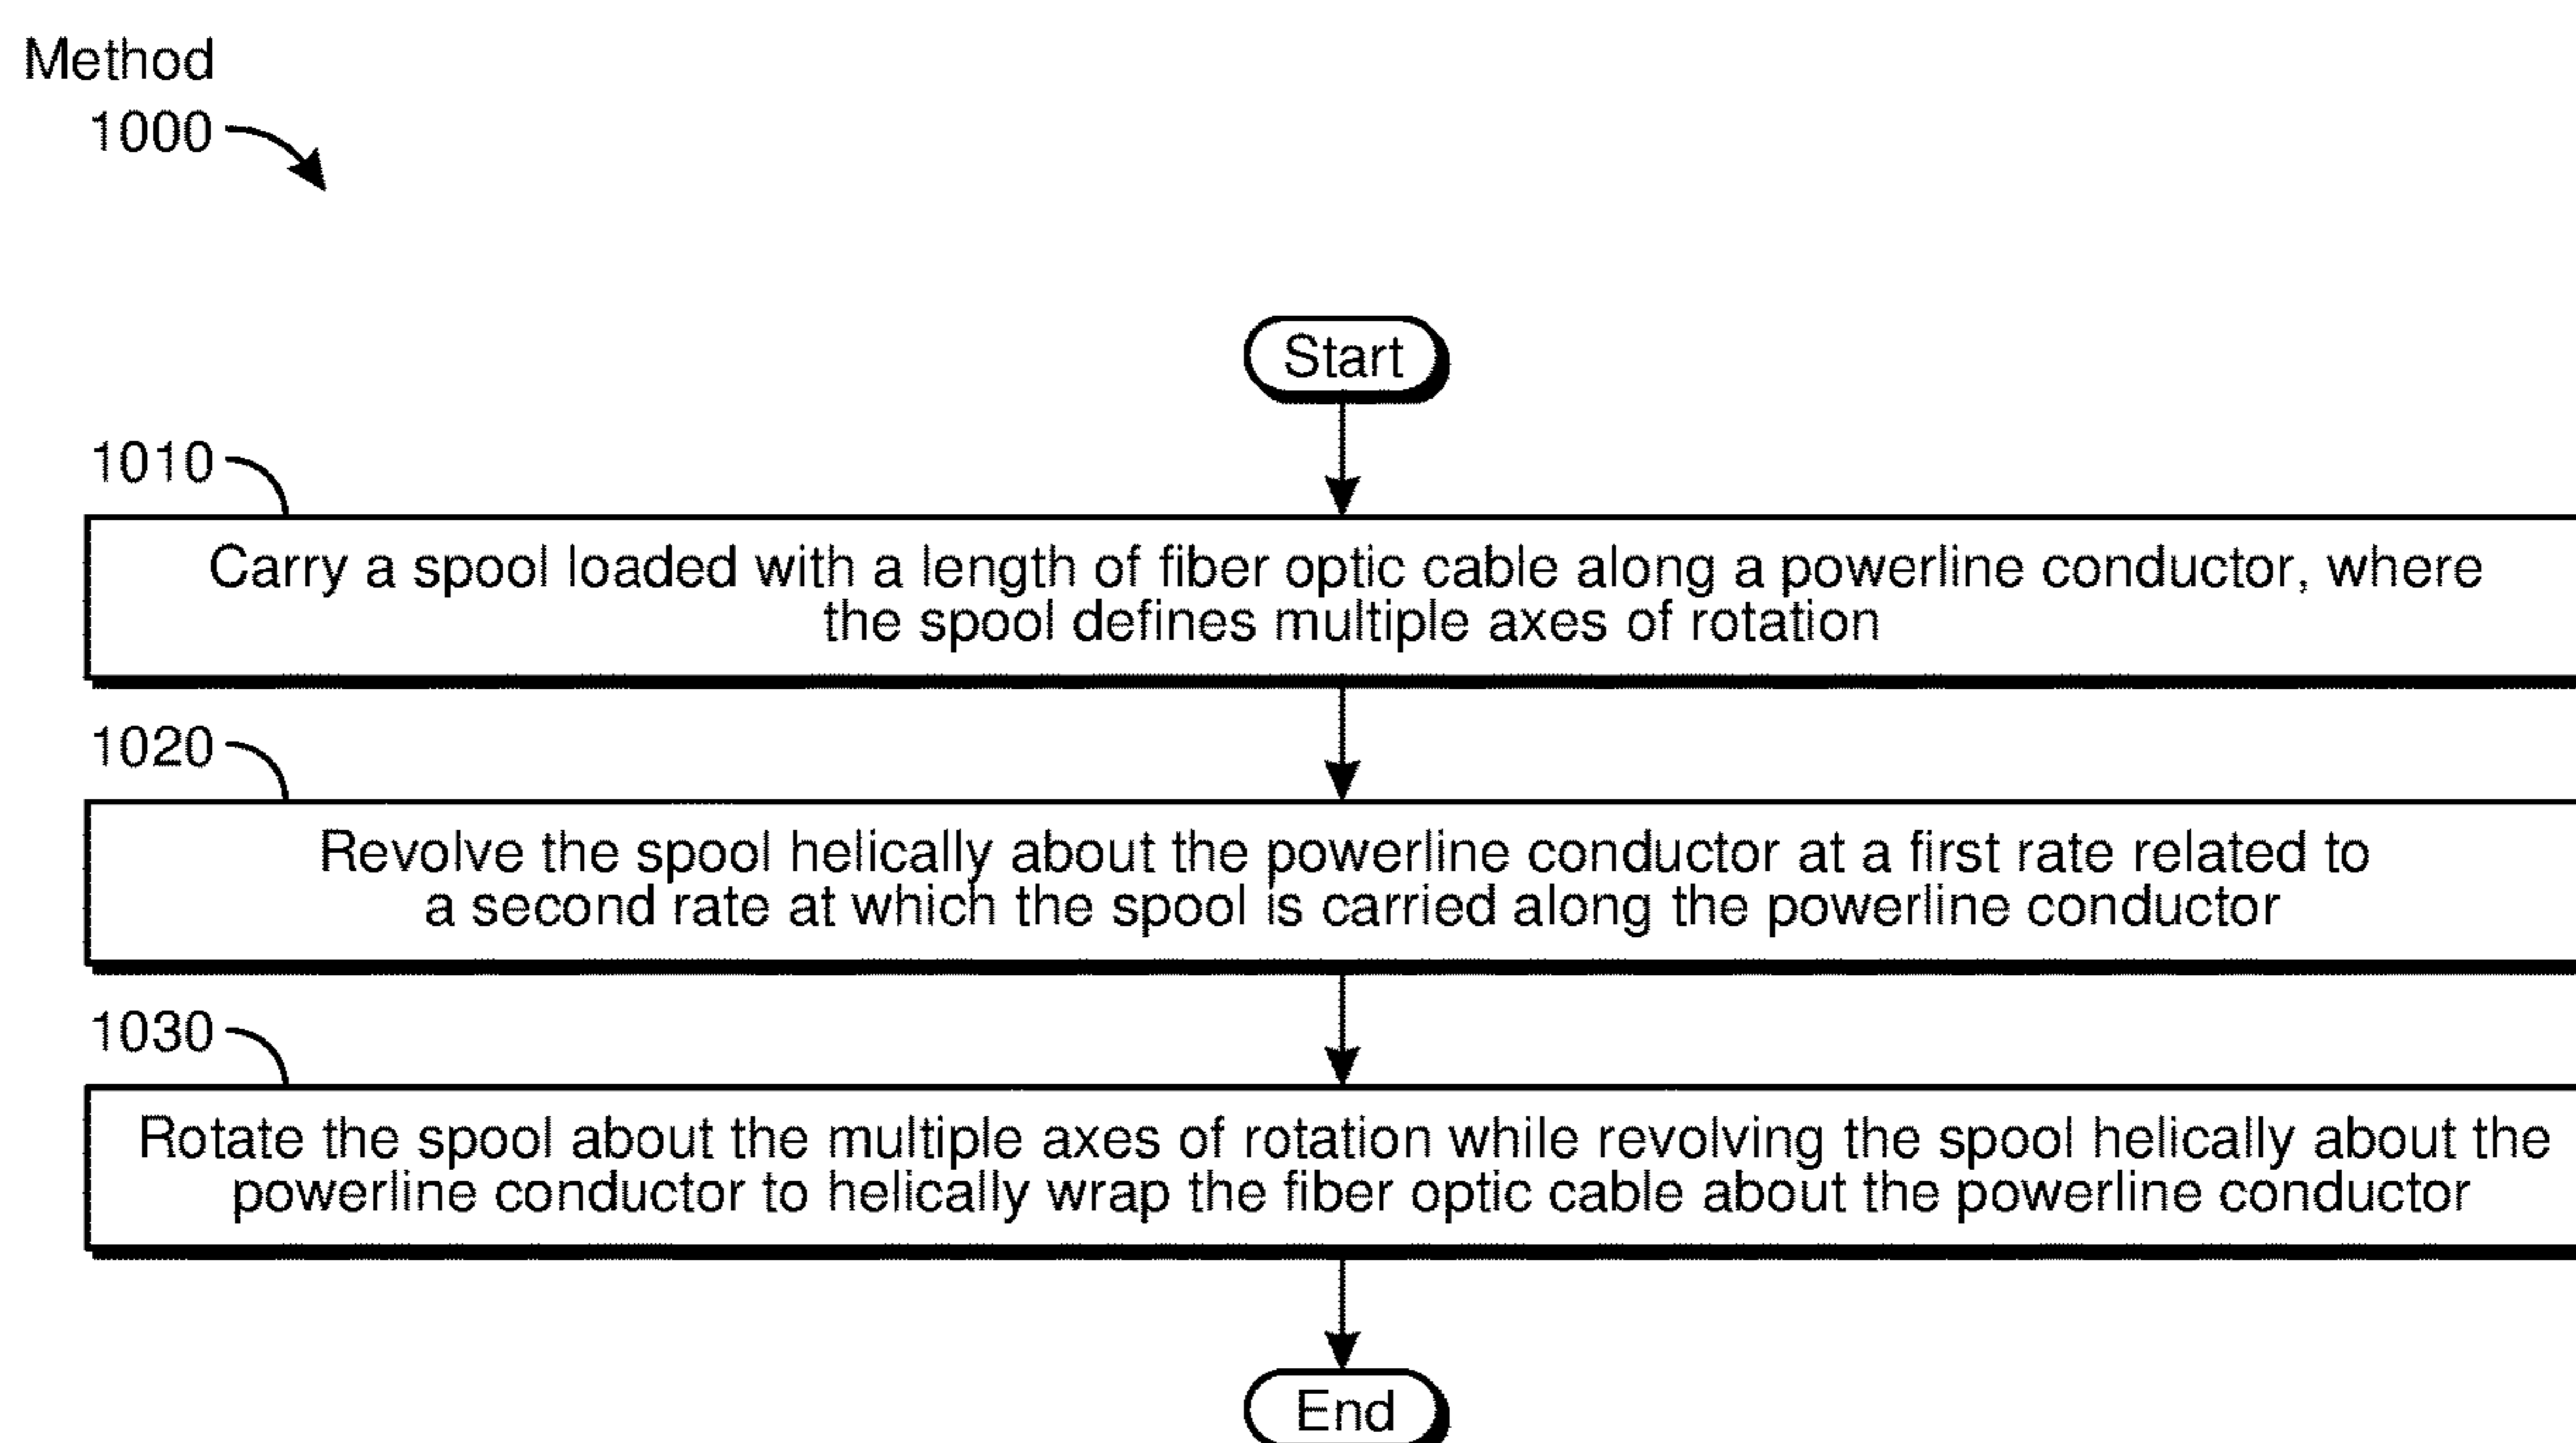 Method
1000
Start
1010
Carry a spool loaded with a length of fiber optic cable along a powerline conductor, where
the spool defines multiple axes of rotation
1020
Revolve the spool helically about the powerline conductor at a first rate related to
a second rate at which the spool is carried along the powerline conductor
1030
Rotate the spool about the multiple axes of rotation while revolving the spool helically about the
powerline conductor to helically wrap the fiber optic cable about the powerline conductor
End